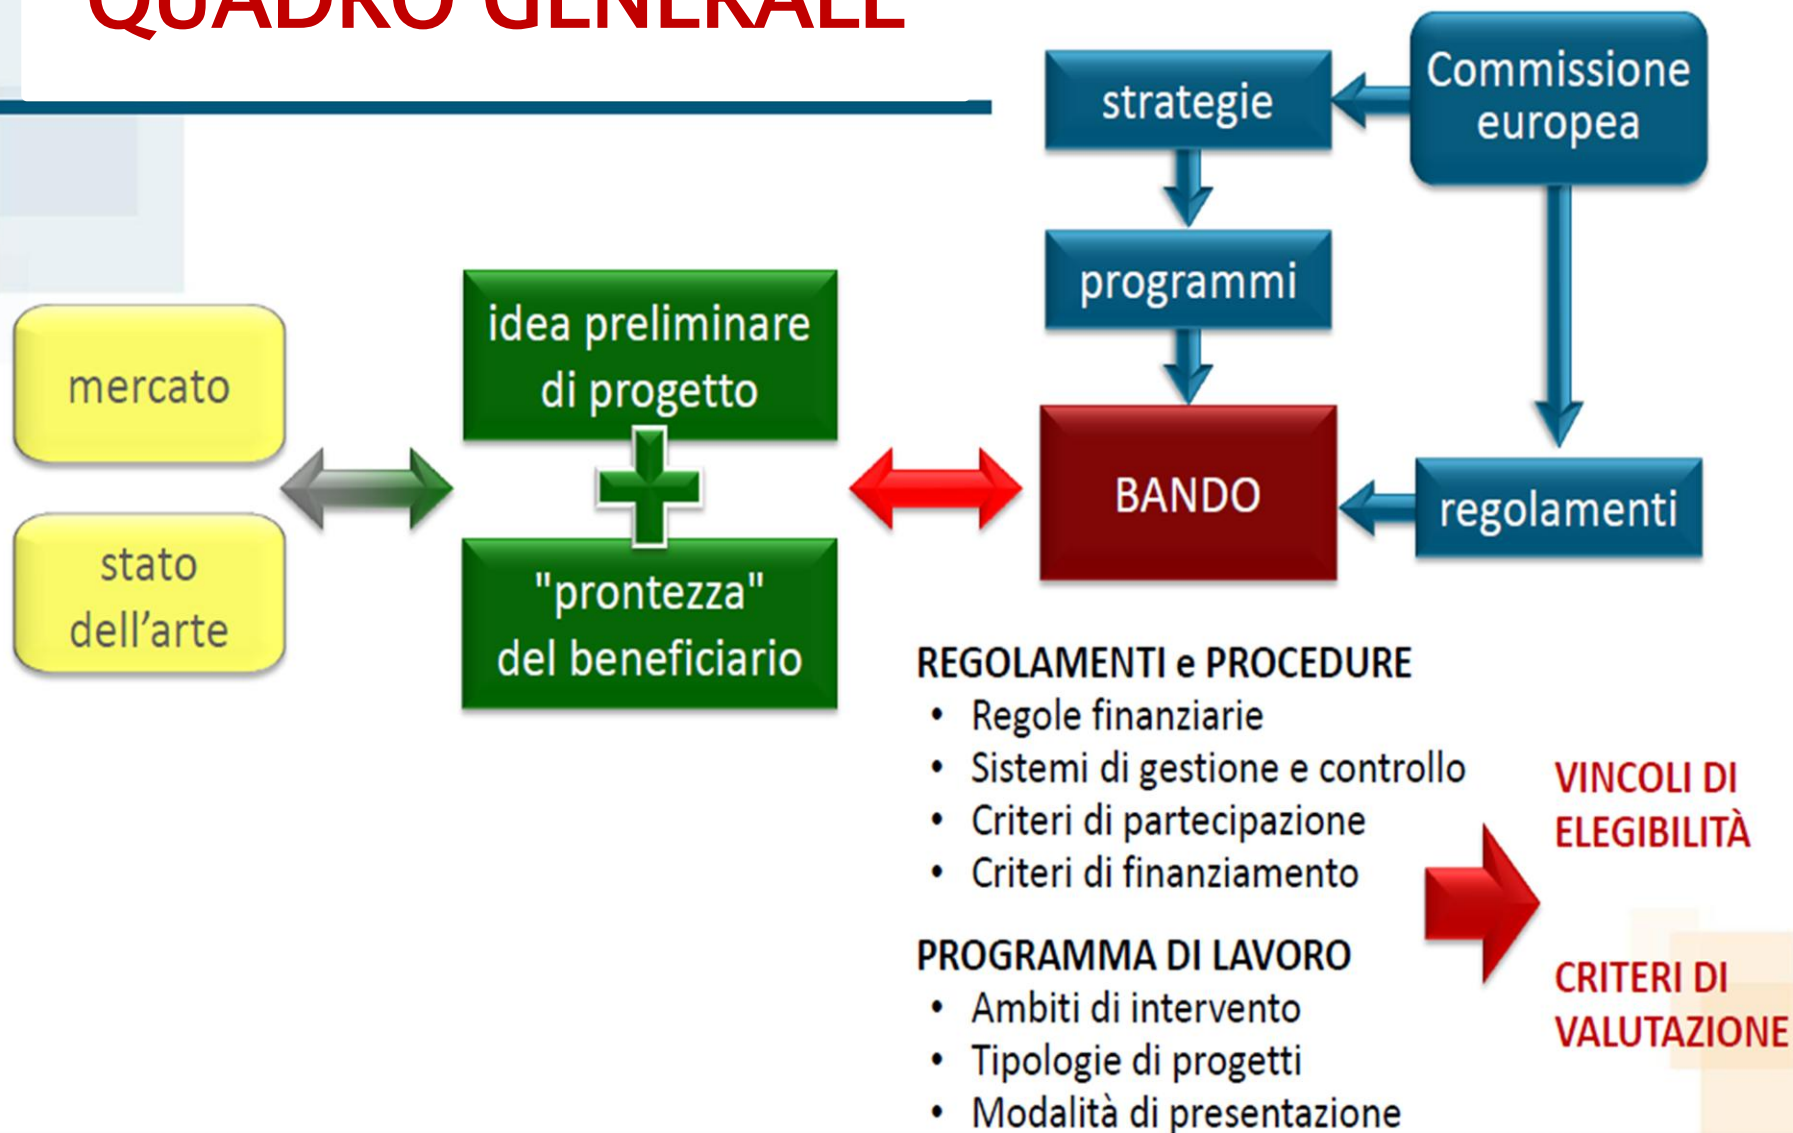 QUADRO GENERALE
strategie
Commissione
europea
programmi
mercato
idea preliminare
di progetto
BANDO
regolamenti
stato
dell’arte
"prontezza"
del beneficiario
REGOLAMENTI e PROCEDURE
• Regole finanziarie
• Sistemi di gestione e controllo
• Criteri di partecipazione
• Criteri di finanziamento
PROGRAMMA DI LAVORO
• Ambiti di intervento
• Tipologie di progetti
• Modalità di presentazione
VINCOLI DI
ELEGIBILITÀ
CRITERI DI
VALUTAZIONE